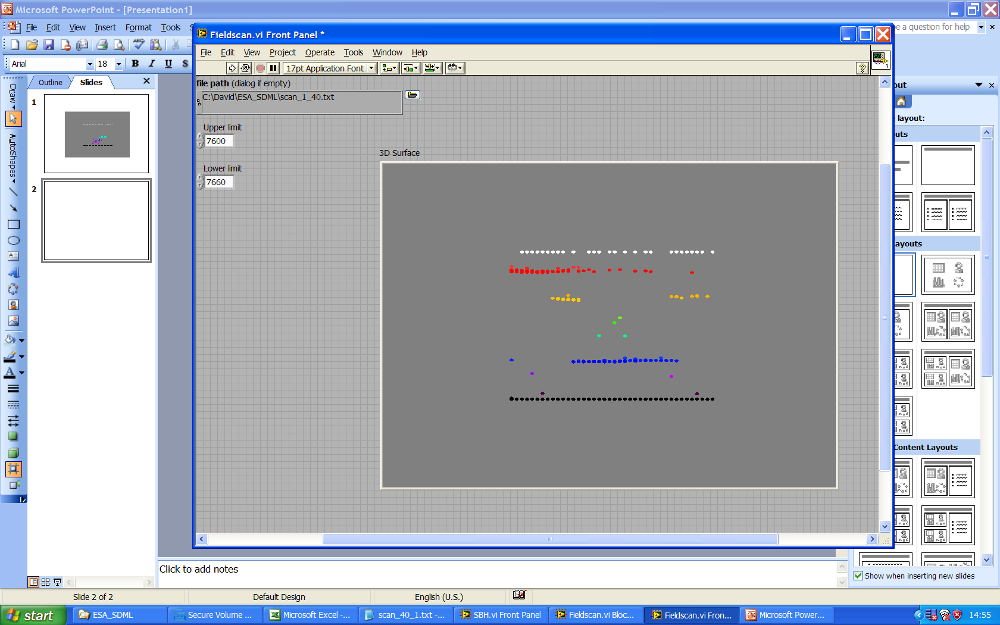 Microsoft PowerPoint - [Presentation1]
File Edit View Insert Format Tools S
e a question for help
Arial 18 B I U S
Outline Slides
1
2
Draw
AutoShapes
Fieldscan.vi Front Panel *
File Edit View Project Operate Tools Window Help
17pt Application Font
file path (dialog if empty)
C:\David\ESA_SDML\scan_1_40.txt
Upper limit
7600
Lower limit
7660
3D Surface
out
layout:
outs
ayouts
Content Layouts
Show when inserting new slides
Click to add notes
Slide 2 of 2 Default Design English (U.S.)
start ESA_SDML Secure Volume ... Microsoft Excel -... scan_40_1.txt -... SBH.vi Front Panel Fieldscan.vi Bloc... Fieldscan.vi Fron... Microsoft Power... 14:55